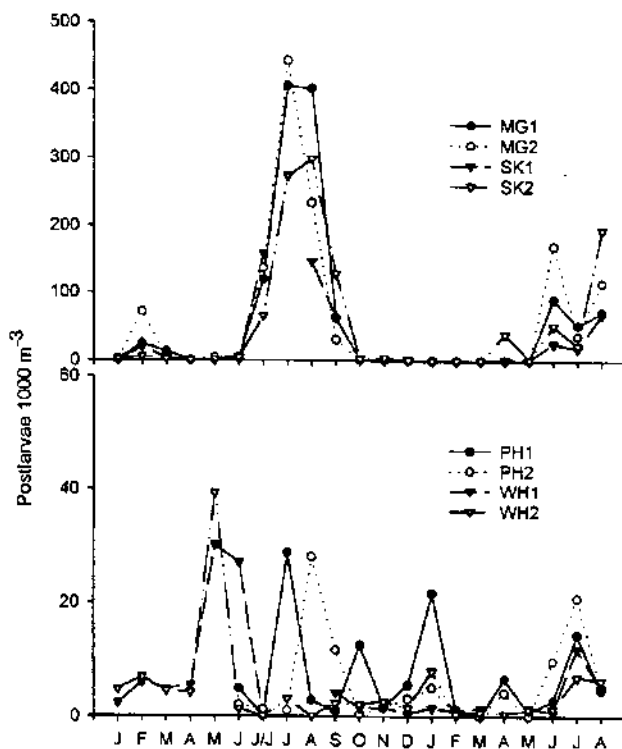 500
400
300
200
100
0
MG1
MG2
SK1
SK2
Postlarvae 1000 m⁻³
60
40
20
0
PH1
PH2
WH1
WH2
J F M A M J J/J J A S O N D J F M A M J J A